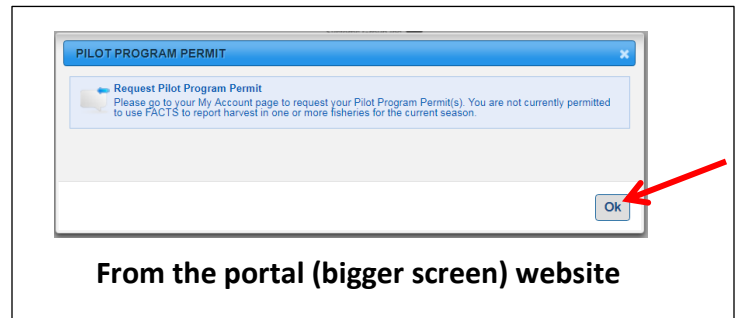 PILOT PROGRAM PERMIT
Request Pilot Program Permit
Please go to your My Account page to request your Pilot Program Permit(s). You are not currently permitted
to use FACTS to report harvest in one or more fisheries for the current season.
Ok
From the portal (bigger screen) website